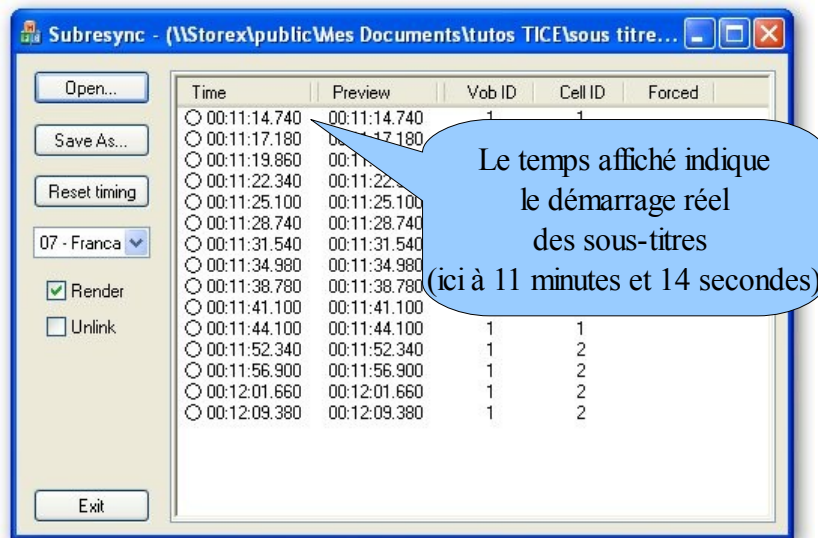 Subresync - (\\Storex\public\Mes Documents\tutos TICE\sous titre...
Open...
Save As...
Reset timing
07 - Franca
Render
Unlink
Exit
Time Preview Vob ID Cell ID Forced
00:11:14.740 00:11:14.740 1 1
00:11:17.180
00:11:19.860
00:11:22.340
00:11:25.100 00:11:25.100
00:11:28.740 00:11:28.740
00:11:31.540 00:11:31.540
00:11:34.980 00:11:34.980
00:11:38.780 00:11:38.780
00:11:41.100 00:11:41.100
00:11:44.100 00:11:44.100 1 1
00:11:52.340 00:11:52.340 1 2
00:11:56.900 00:11:56.900 1 2
00:12:01.660 00:12:01.660 1 2
00:12:09.380 00:12:09.380 1 2
Le temps affiché indique
le démarrage réel
des sous-titres
(ici à 11 minutes et 14 secondes)